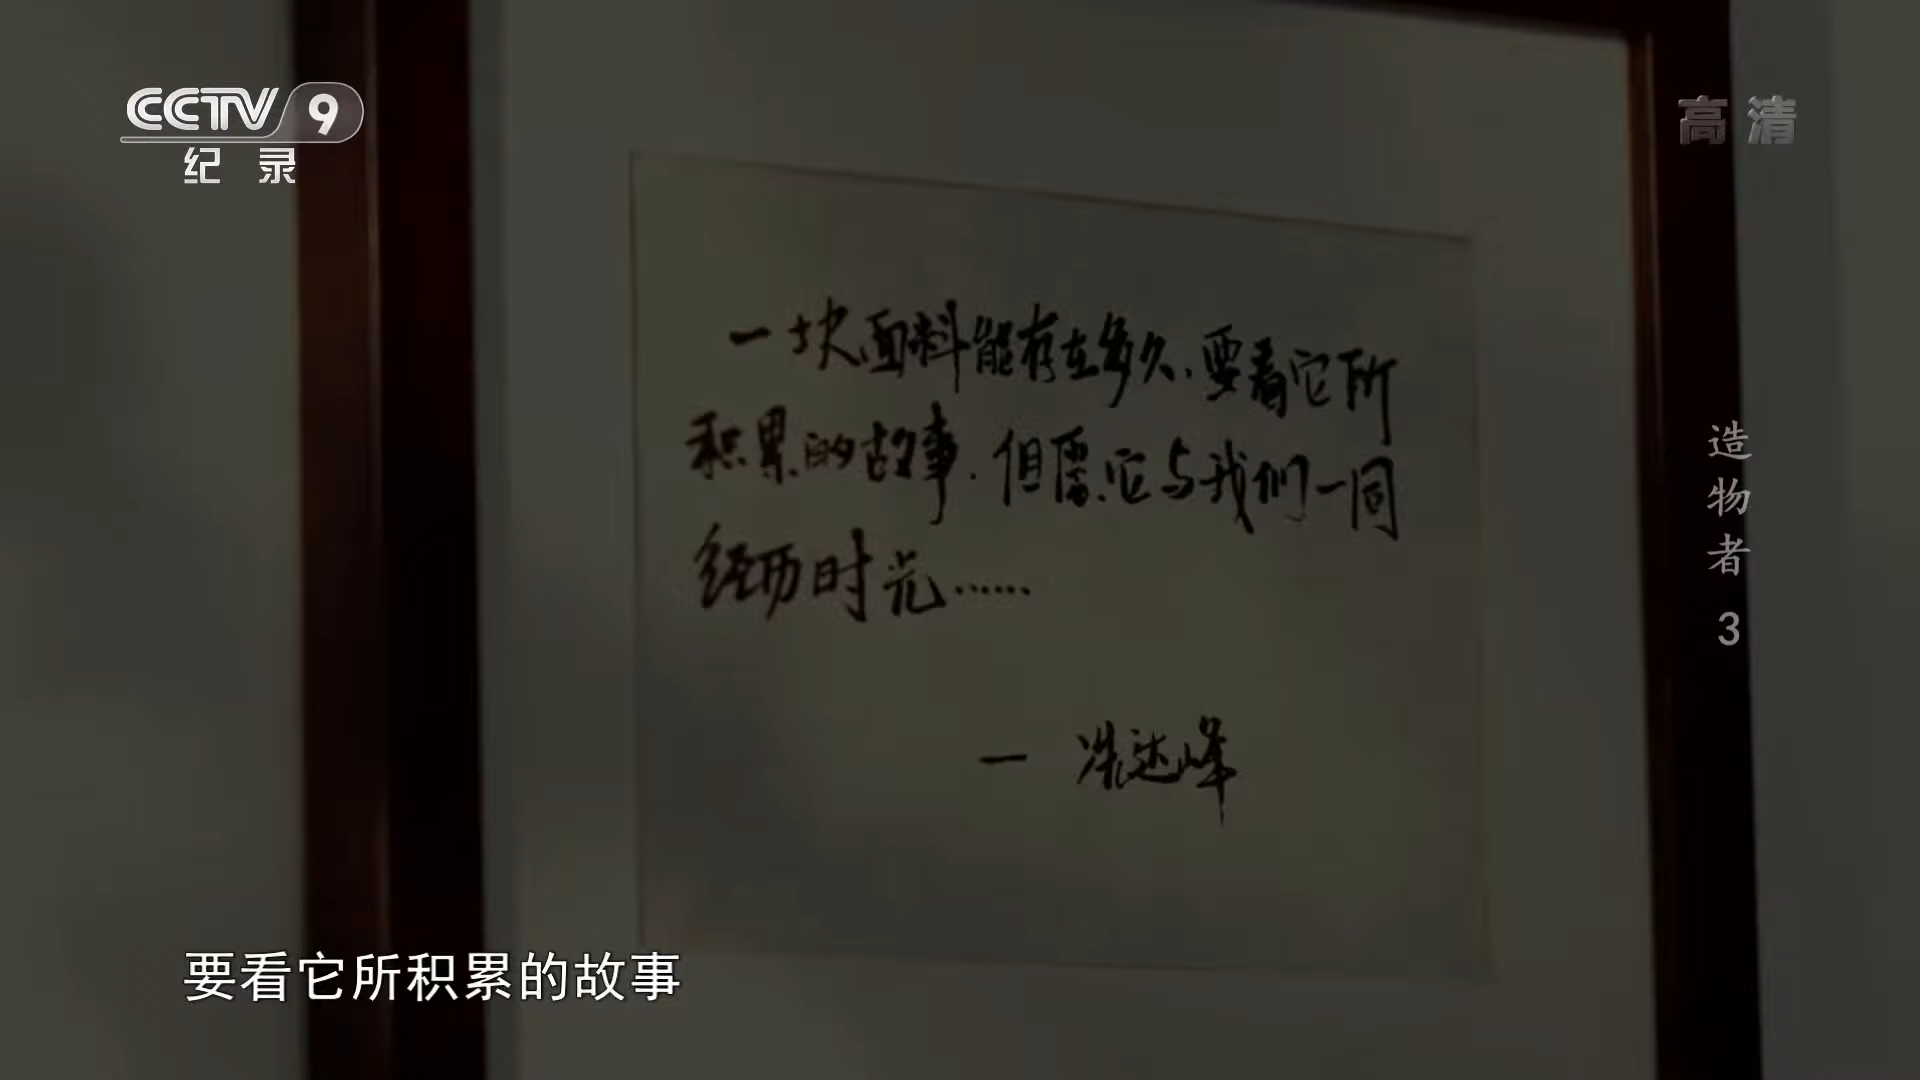 CCTV 9
纪 录
高 清
一块面料能存在多久，要看它所
积累的故事，但愿它与我们一同
经历时光……
— 冼达峰
造物者 3
要看它所积累的故事